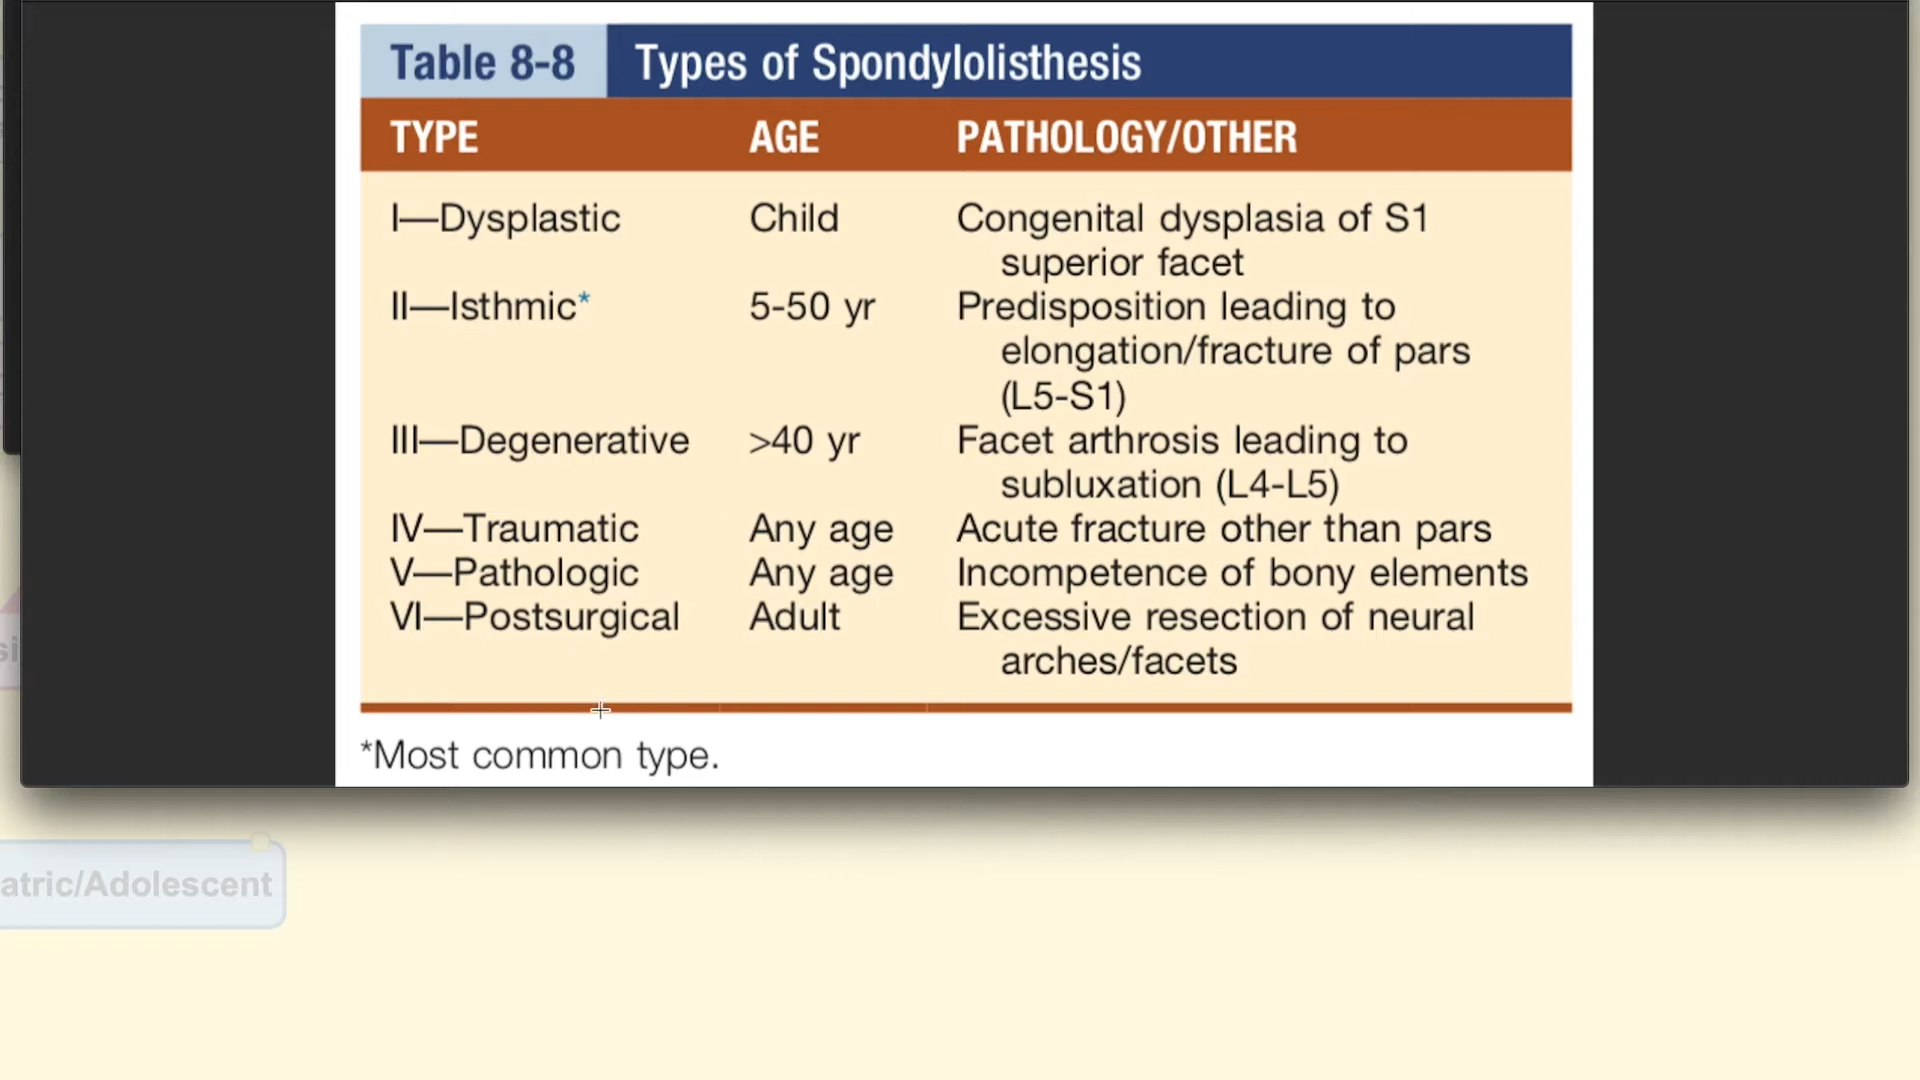 Table 8-8 Types of Spondylolisthesis
TYPE AGE PATHOLOGY/OTHER
I—Dysplastic Child Congenital dysplasia of S1
superior facet
II—Isthmic* 5-50 yr Predisposition leading to
elongation/fracture of pars
(L5-S1)
III—Degenerative >40 yr Facet arthrosis leading to
subluxation (L4-L5)
IV—Traumatic Any age Acute fracture other than pars
V—Pathologic Any age Incompetence of bony elements
VI—Postsurgical Adult Excessive resection of neural
arches/facets
*Most common type.
si
atric/Adolescent